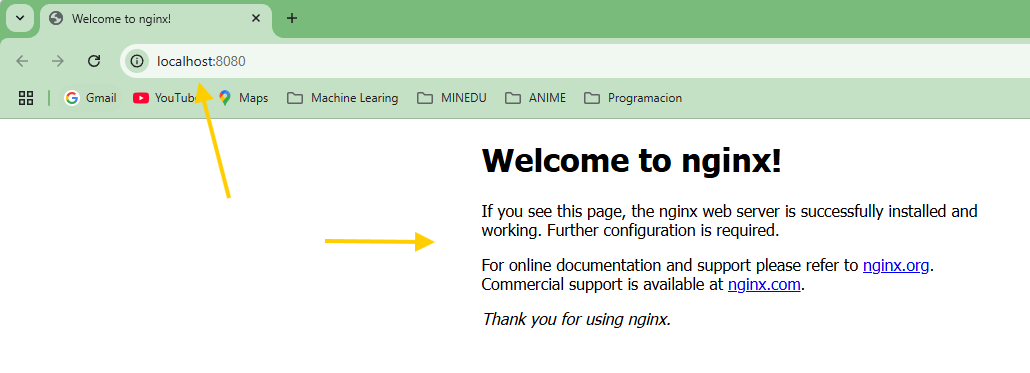 Welcome to nginx!
localhost:8080
Gmail YouTube Maps Machine Learing MINEDU ANIME Programacion
Welcome to nginx!
If you see this page, the nginx web server is successfully installed and
working. Further configuration is required.
For online documentation and support please refer to nginx.org.
Commercial support is available at nginx.com.
Thank you for using nginx.